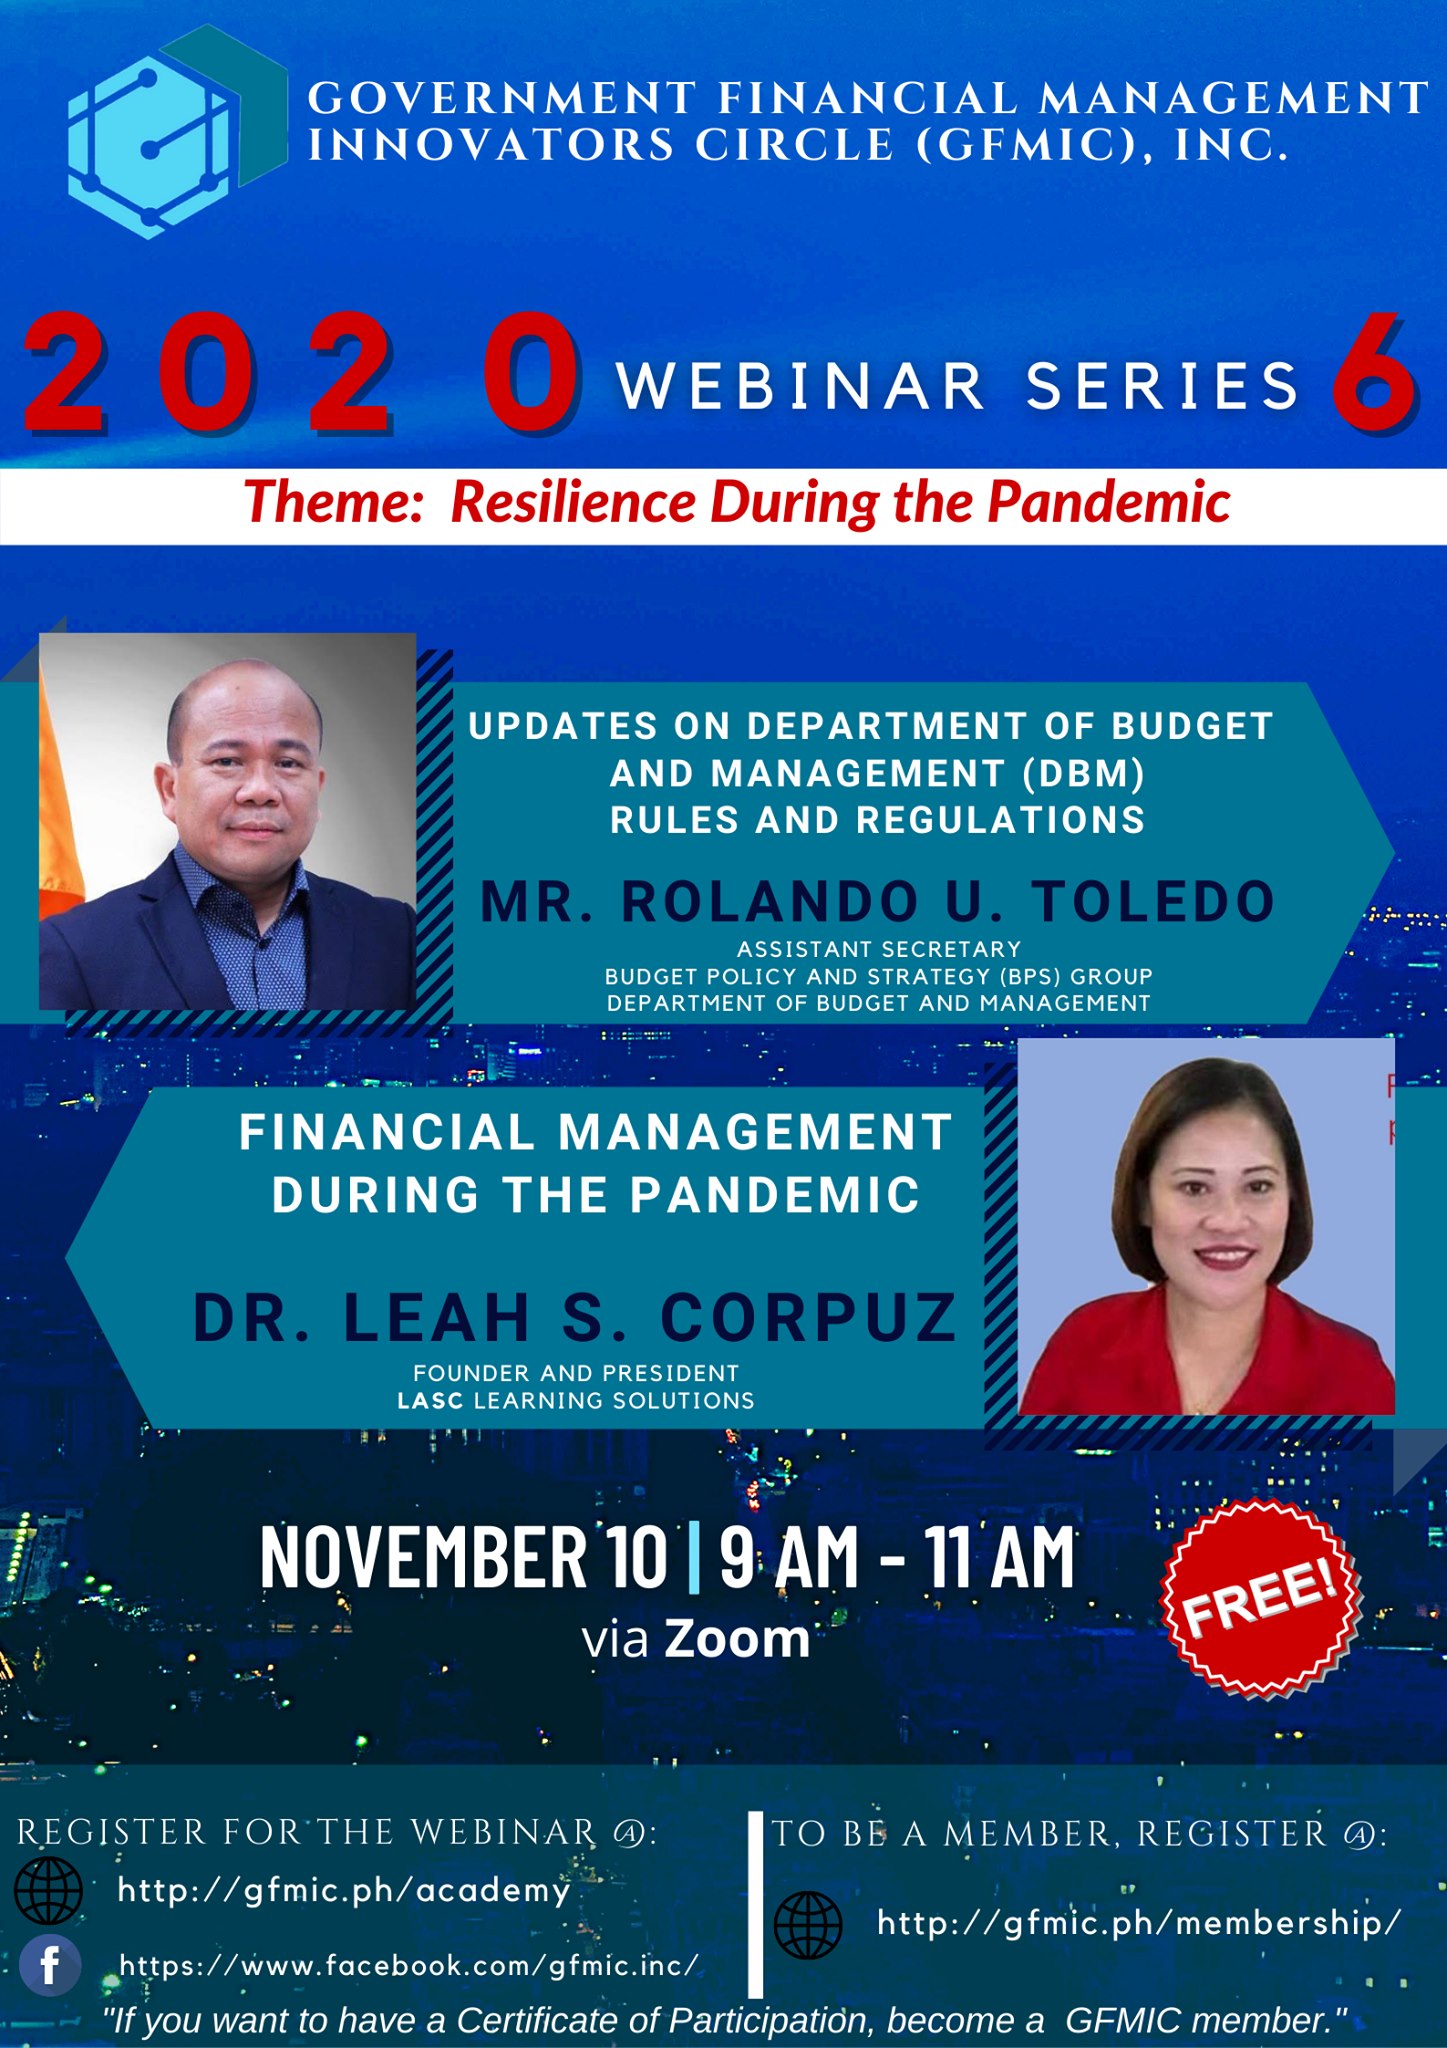 GOVERNMENT FINANCIAL MANAGEMENT
INNOVATORS CIRCLE (GFMIC), INC.
2020 WEBINAR SERIES 6
Theme: Resilience During the Pandemic
UPDATES ON DEPARTMENT OF BUDGET
AND MANAGEMENT (DBM)
RULES AND REGULATIONS
MR. ROLANDO U. TOLEDO
ASSISTANT SECRETARY
BUDGET POLICY AND STRATEGY (BPS) GROUP
DEPARTMENT OF BUDGET AND MANAGEMENT
FINANCIAL MANAGEMENT
DURING THE PANDEMIC
DR. LEAH S. CORPUZ
FOUNDER AND PRESIDENT
LASC LEARNING SOLUTIONS
NOVEMBER 10 | 9 AM - 11 AM
via Zoom
FREE!
REGISTER FOR THE WEBINAR @:
http://gfmic.ph/academy
https://www.facebook.com/gfmic.inc/
TO BE A MEMBER, REGISTER @:
http://gfmic.ph/membership/
"If you want to have a Certificate of Participation, become a GFMIC member."